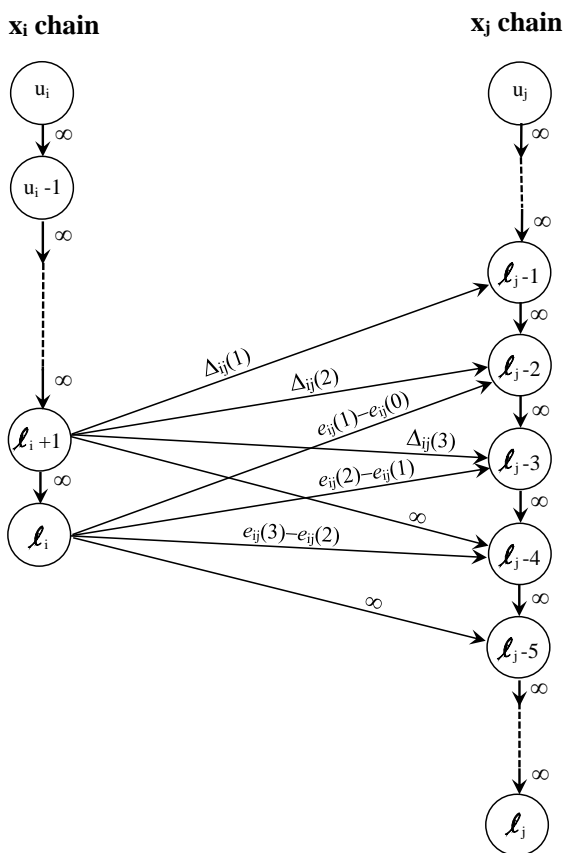 xᵢ chain
xⱼ chain
uᵢ
uⱼ
∞
∞
uᵢ -1
∞
∞
ℓⱼ-1
∞
Δᵢⱼ(1)
ℓⱼ-2
Δᵢⱼ(2)
∞
eᵢⱼ(1)−eᵢⱼ(0)
∞
ℓᵢ +1
Δᵢⱼ(3)
ℓⱼ-3
∞
eᵢⱼ(2)−eᵢⱼ(1)
∞
∞
ℓᵢ
eᵢⱼ(3)−eᵢⱼ(2)
ℓⱼ-4
∞
∞
ℓⱼ-5
∞
∞
ℓⱼ